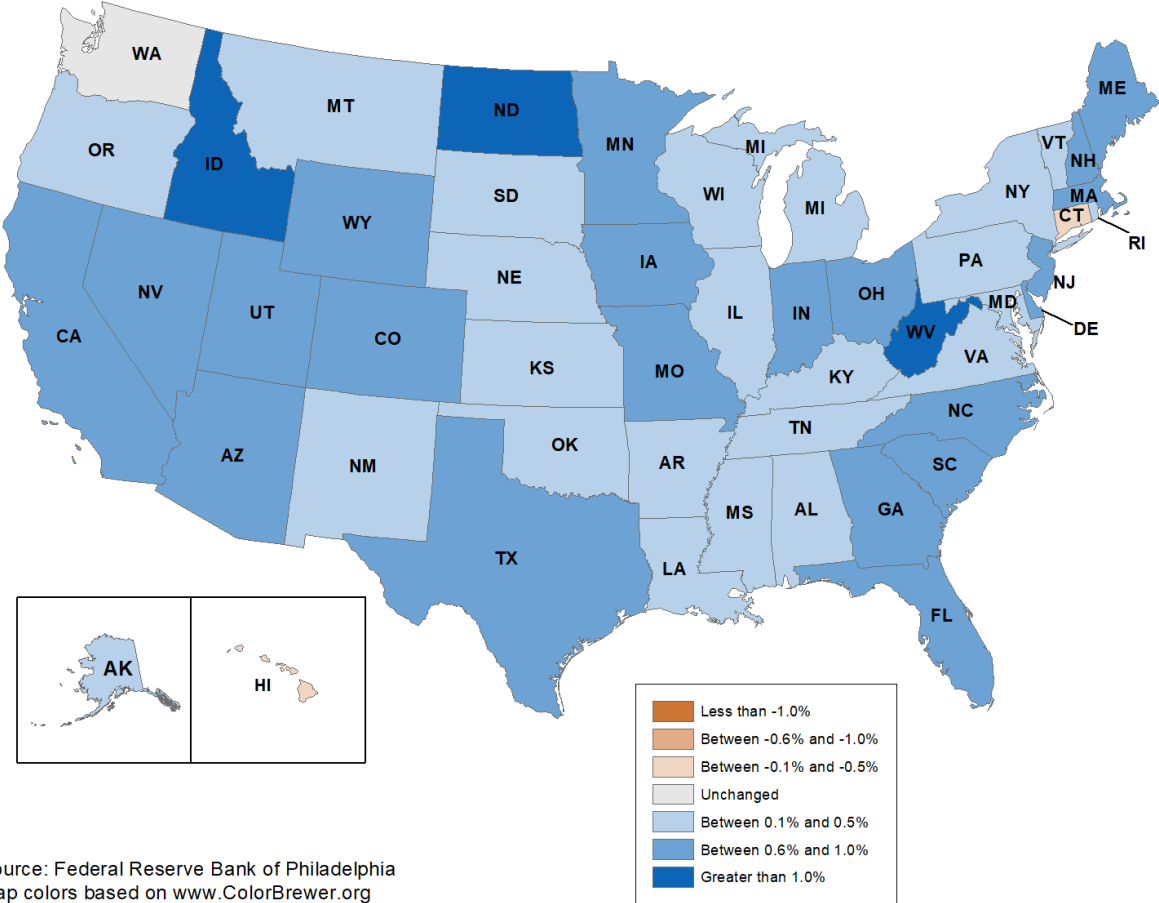 WA
ME
MT
ND
MN
OR
VT
MI
NH
ID
SD
WI
NY
MA
MI
CT
WY
RI
IA
PA
NE
NJ
NV
OH
MD
UT
IL
IN
DE
CA
CO
WV
VA
KS
MO
KY
NC
TN
OK
AZ
NM
AR
SC
MS
AL
GA
TX
LA
FL
AK
HI
Less than -1.0%
Between -0.6% and -1.0%
Between -0.1% and -0.5%
Unchanged
Between 0.1% and 0.5%
Between 0.6% and 1.0%
Greater than 1.0%
ource: Federal Reserve Bank of Philadelphia
ap colors based on www.ColorBrewer.org